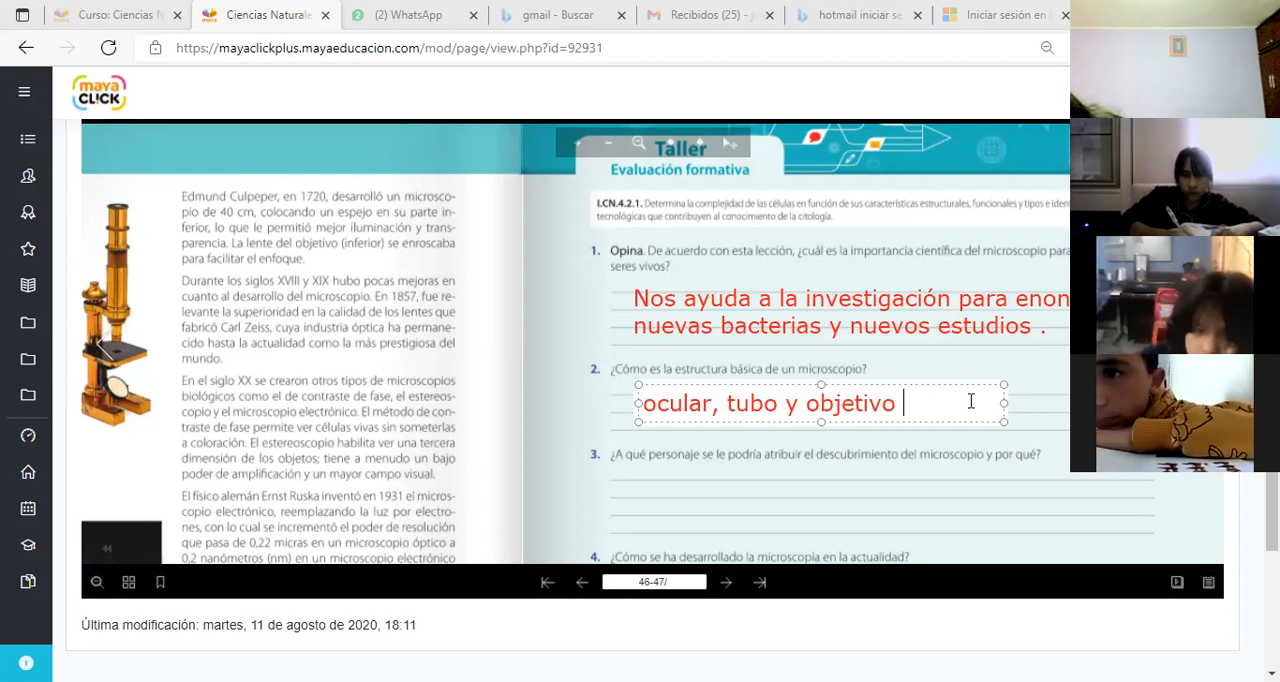 Curso: Ciencias N
Ciencias Naturale
(2) WhatsApp
gmail - Buscar
Recibidos (25) - j
hotmail iniciar se
Iniciar sesión en
https://mayaclickplus.mayaeducacion.com/mod/page/view.php?id=92931
maya
CL!CK
Edmund Culpeper, en 1720, desarrolló un microsco-
pio de 40 cm, colocando un espejo en su parte in-
ferior, lo que le permitió mejor iluminación y trans-
parencia. La lente del objetivo (inferior) se enroscaba
para facilitar el enfoque.
Durante los siglos XVIII y XIX hubo pocas mejoras en
cuanto al desarrollo del microscopio. En 1857, fue re-
levante la superioridad en la calidad de los lentes que
fabricó Carl Zeiss, cuya industria óptica ha permane-
cido hasta la actualidad como la más prestigiosa del
mundo.
En el siglo XX se crearon otros tipos de microscopios
biológicos como el de contraste de fase, el estereos-
copio y el microscopio electrónico. El método de con-
traste de fase permite ver células vivas sin someterlas
a coloración. El estereoscopio habilita ver una tercera
dimensión de los objetos; tiene a menudo un bajo
poder de amplificación y un mayor campo visual.
El físico alemán Ernst Ruska inventó en 1931 el micros-
copio electrónico, reemplazando la luz por electro-
nes, con lo cual se incrementó el poder de resolución
que pasa de 0,22 micras en un microscopio óptico a
0,2 nanómetros (nm) en un microscopio electrónico
Taller
Evaluación formativa
I.CN.4.2.1. Determina la complejidad de las células en función de sus características estructurales, funcionales y tipos e iden
tecnológicas que contribuyen al conocimiento de la citología.
1. Opina. De acuerdo con esta lección, ¿cuál es la importancia científica del microscopio para
seres vivos?
Nos ayuda a la investigación para enon
nuevas bacterias y nuevos estudios .
2. ¿Cómo es la estructura básica de un microscopio?
ocular, tubo y objetivo
3. ¿A qué personaje se le podría atribuir el descubrimiento del microscopio y por qué?
4. ¿Cómo se ha desarrollado la microscopía en la actualidad?
46-47/
Última modificación: martes, 11 de agosto de 2020, 18:11